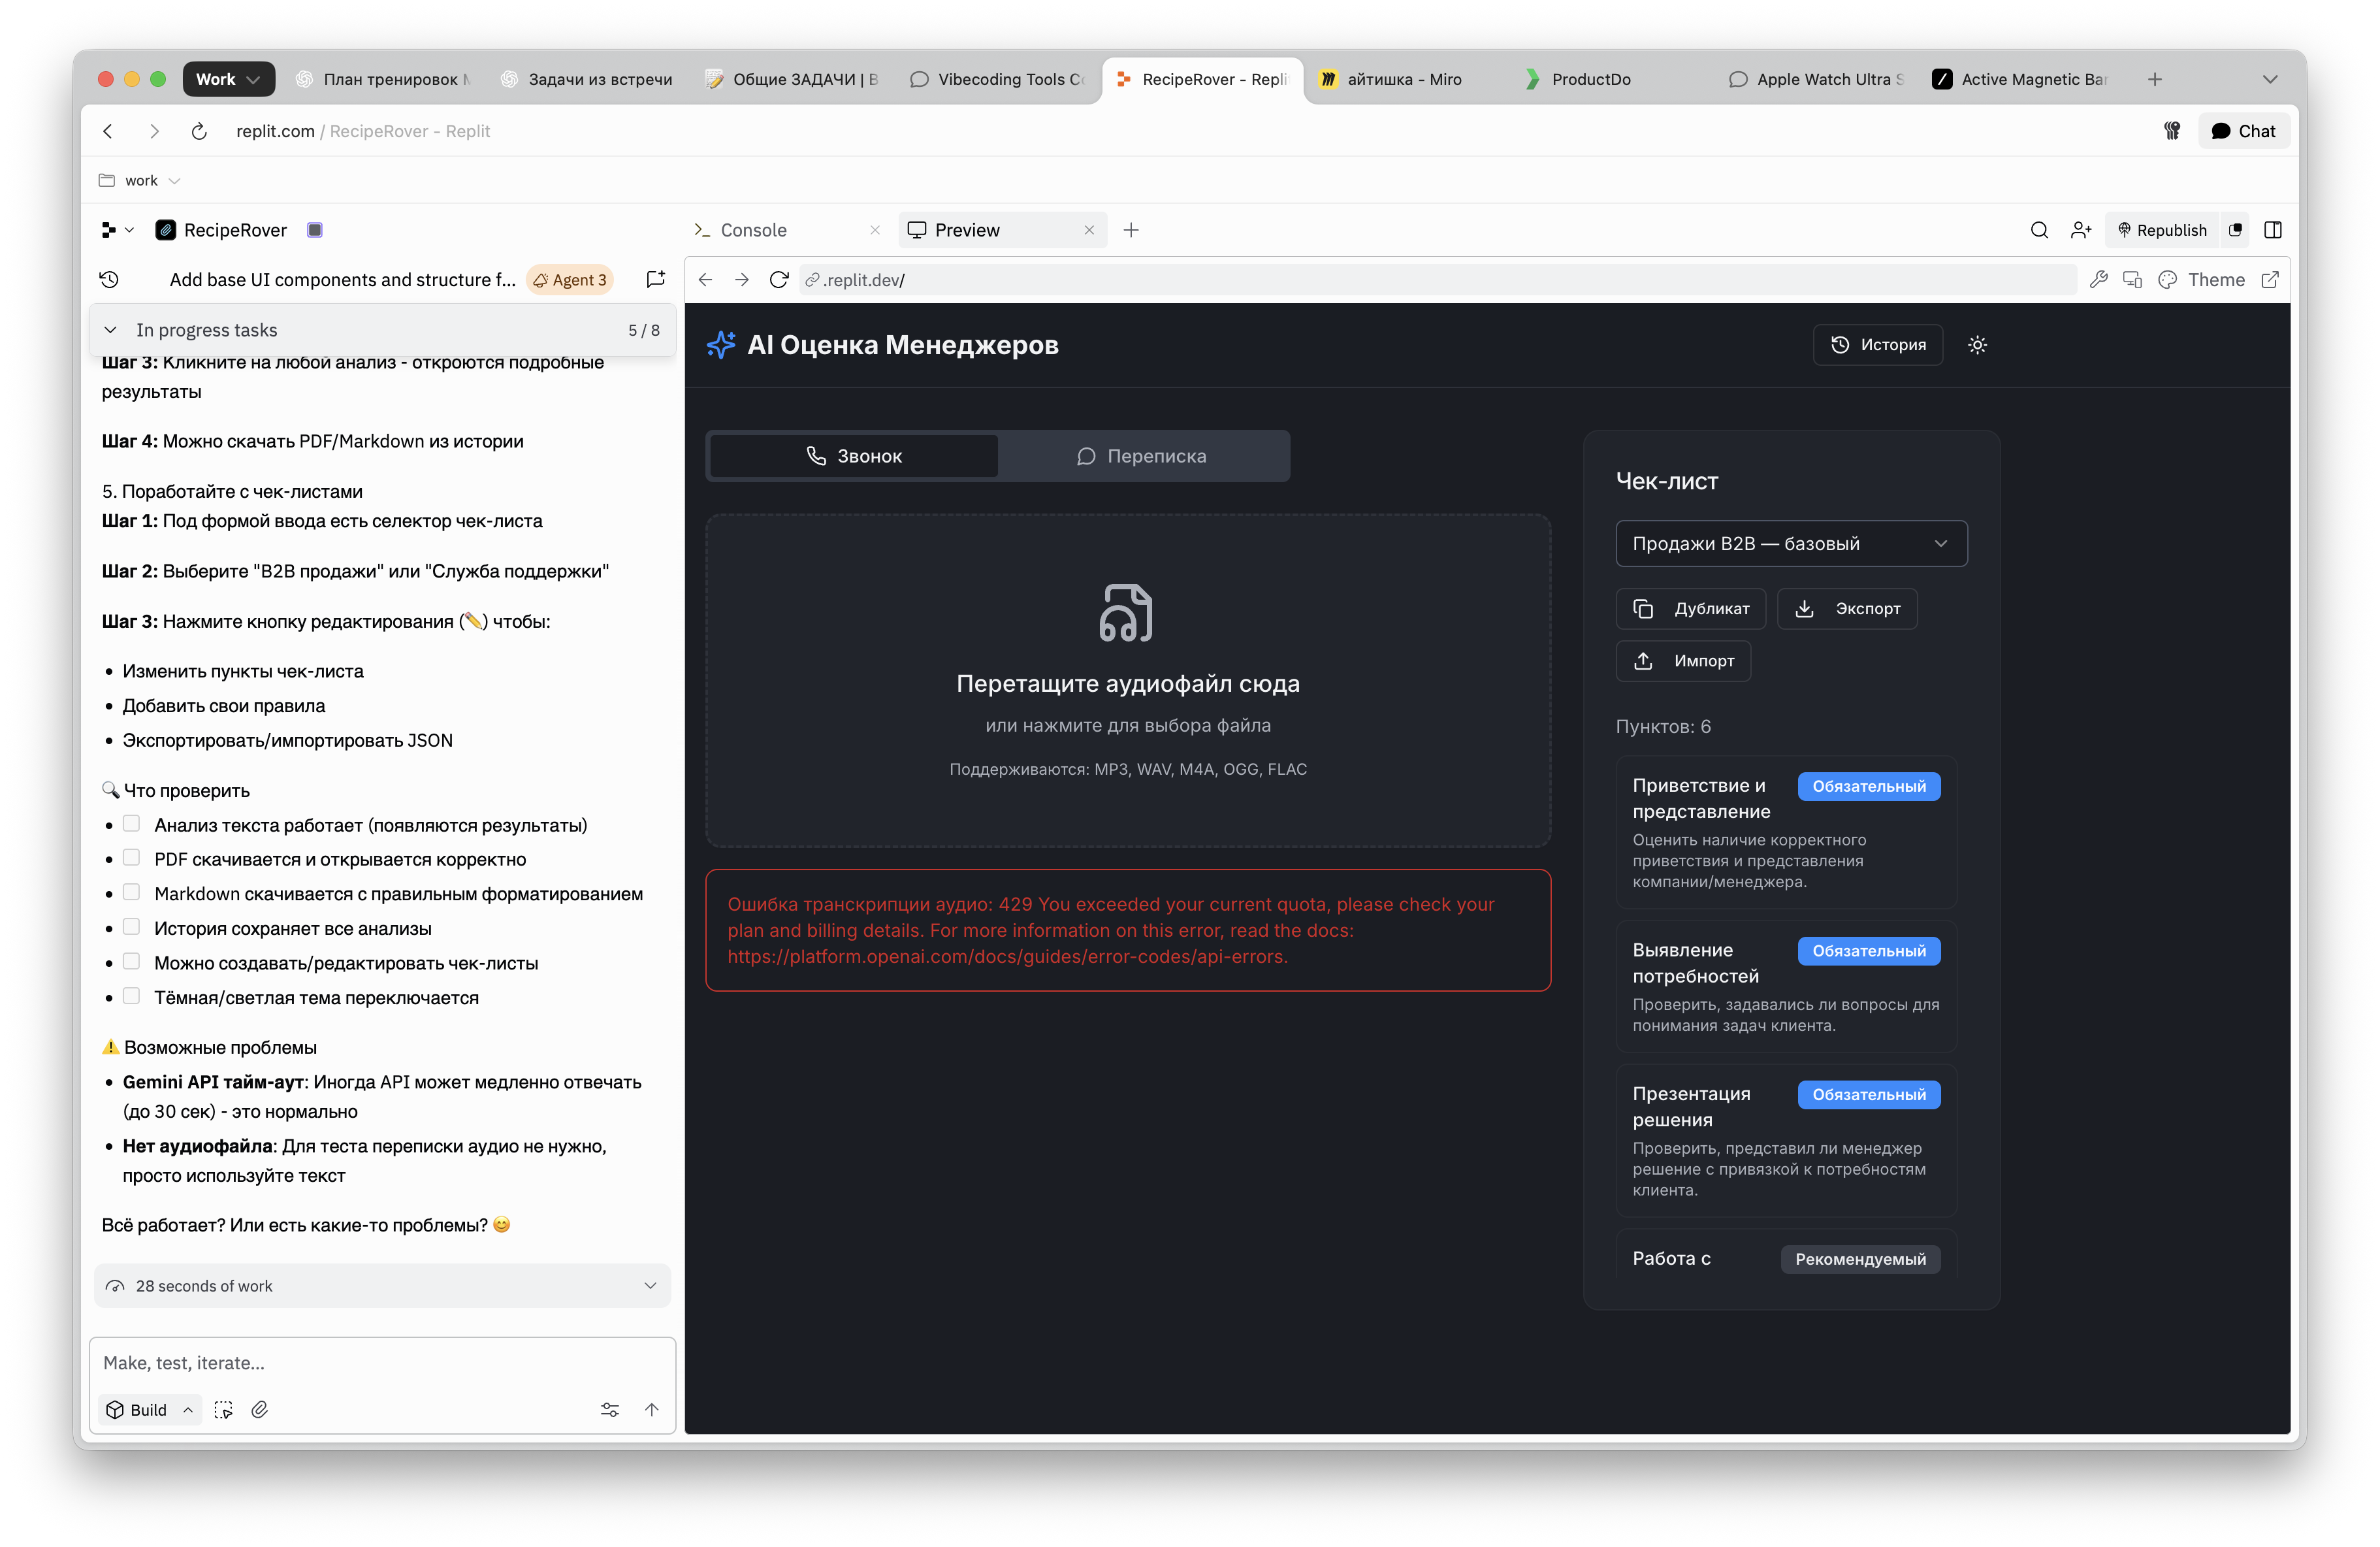 Work
План тренировок
Задачи из встречи
Общие ЗАДАЧИ | В
Vibecoding Tools Co
RecipeRover - Repli
айтишка - Miro
ProductDo
Apple Watch Ultra S
Active Magnetic Bar
replit.com / RecipeRover - Replit
Chat
work
RecipeRover
Console
Preview
Republish
Add base UI components and structure f...
Agent 3
.replit.dev/
Theme
In progress tasks
5 / 8
Шаг 3: Кликните на любой анализ - откроются подробные
результаты
Шаг 4: Можно скачать PDF/Markdown из истории
5. Поработайте с чек-листами
Шаг 1: Под формой ввода есть селектор чек-листа
Шаг 2: Выберите "B2B продажи" или "Служба поддержки"
Шаг 3: Нажмите кнопку редактирования (✏️) чтобы:
• Изменить пункты чек-листа
• Добавить свои правила
• Экспортировать/импортировать JSON
🔍 Что проверить
• Анализ текста работает (появляются результаты)
• PDF скачивается и открывается корректно
• Markdown скачивается с правильным форматированием
• История сохраняет все анализы
• Можно создавать/редактировать чек-листы
• Тёмная/светлая тема переключается
⚠️ Возможные проблемы
• Gemini API тайм-аут: Иногда API может медленно отвечать
(до 30 сек) - это нормально
• Нет аудиофайла: Для теста переписки аудио не нужно,
просто используйте текст
Всё работает? Или есть какие-то проблемы? 😊
28 seconds of work
Make, test, iterate...
Build
AI Оценка Менеджеров
История
Звонок
Переписка
Перетащите аудиофайл сюда
или нажмите для выбора файла
Поддерживаются: MP3, WAV, M4A, OGG, FLAC
Ошибка транскрипции аудио: 429 You exceeded your current quota, please check your
plan and billing details. For more information on this error, read the docs:
https://platform.openai.com/docs/guides/error-codes/api-errors.
Чек-лист
Продажи B2B — базовый
Дубликат
Экспорт
Импорт
Пунктов: 6
Приветствие и
представление
Обязательный
Оценить наличие корректного
приветствия и представления
компании/менеджера.
Выявление
потребностей
Обязательный
Проверить, задавались ли вопросы для
понимания задач клиента.
Презентация
решения
Обязательный
Проверить, представил ли менеджер
решение с привязкой к потребностям
клиента.
Работа с
Рекомендуемый